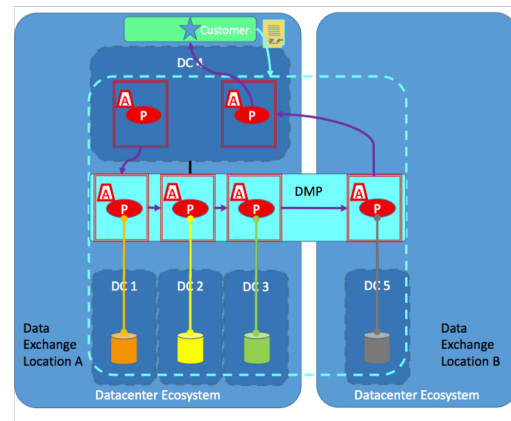 Customer
DC 4
A
P
A
P
A
P
A
P
A
P
DMP
A
P
DC 1
DC 2
DC 3
DC 5
Data
Exchange
Location A
Data
Exchange
Location B
Datacenter Ecosystem
Datacenter Ecosystem